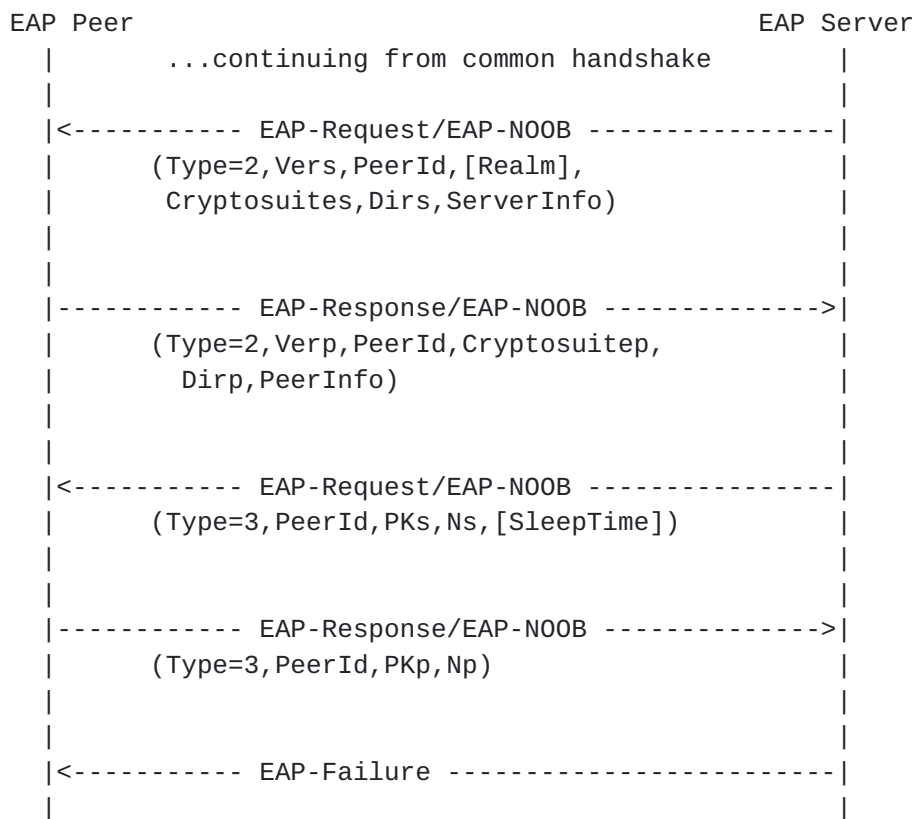 EAP Peer                                         EAP Server
  |       ...continuing from common handshake        |
  |                                                  |
  |<----------- EAP-Request/EAP-NOOB ----------------|
  |      (Type=2,Vers,PeerId,[Realm],                |
  |       Cryptosuites,Dirs,ServerInfo)              |
  |                                                  |
  |                                                  |
  |------------ EAP-Response/EAP-NOOB -------------->|
  |      (Type=2,Verp,PeerId,Cryptosuitep,           |
  |        Dirp,PeerInfo)                            |
  |                                                  |
  |                                                  |
  |<----------- EAP-Request/EAP-NOOB ----------------|
  |      (Type=3,PeerId,PKs,Ns,[SleepTime])          |
  |                                                  |
  |                                                  |
  |------------ EAP-Response/EAP-NOOB -------------->|
  |      (Type=3,PeerId,PKp,Np)                      |
  |                                                  |
  |                                                  |
  |<----------- EAP-Failure -------------------------|
  |                                                  |